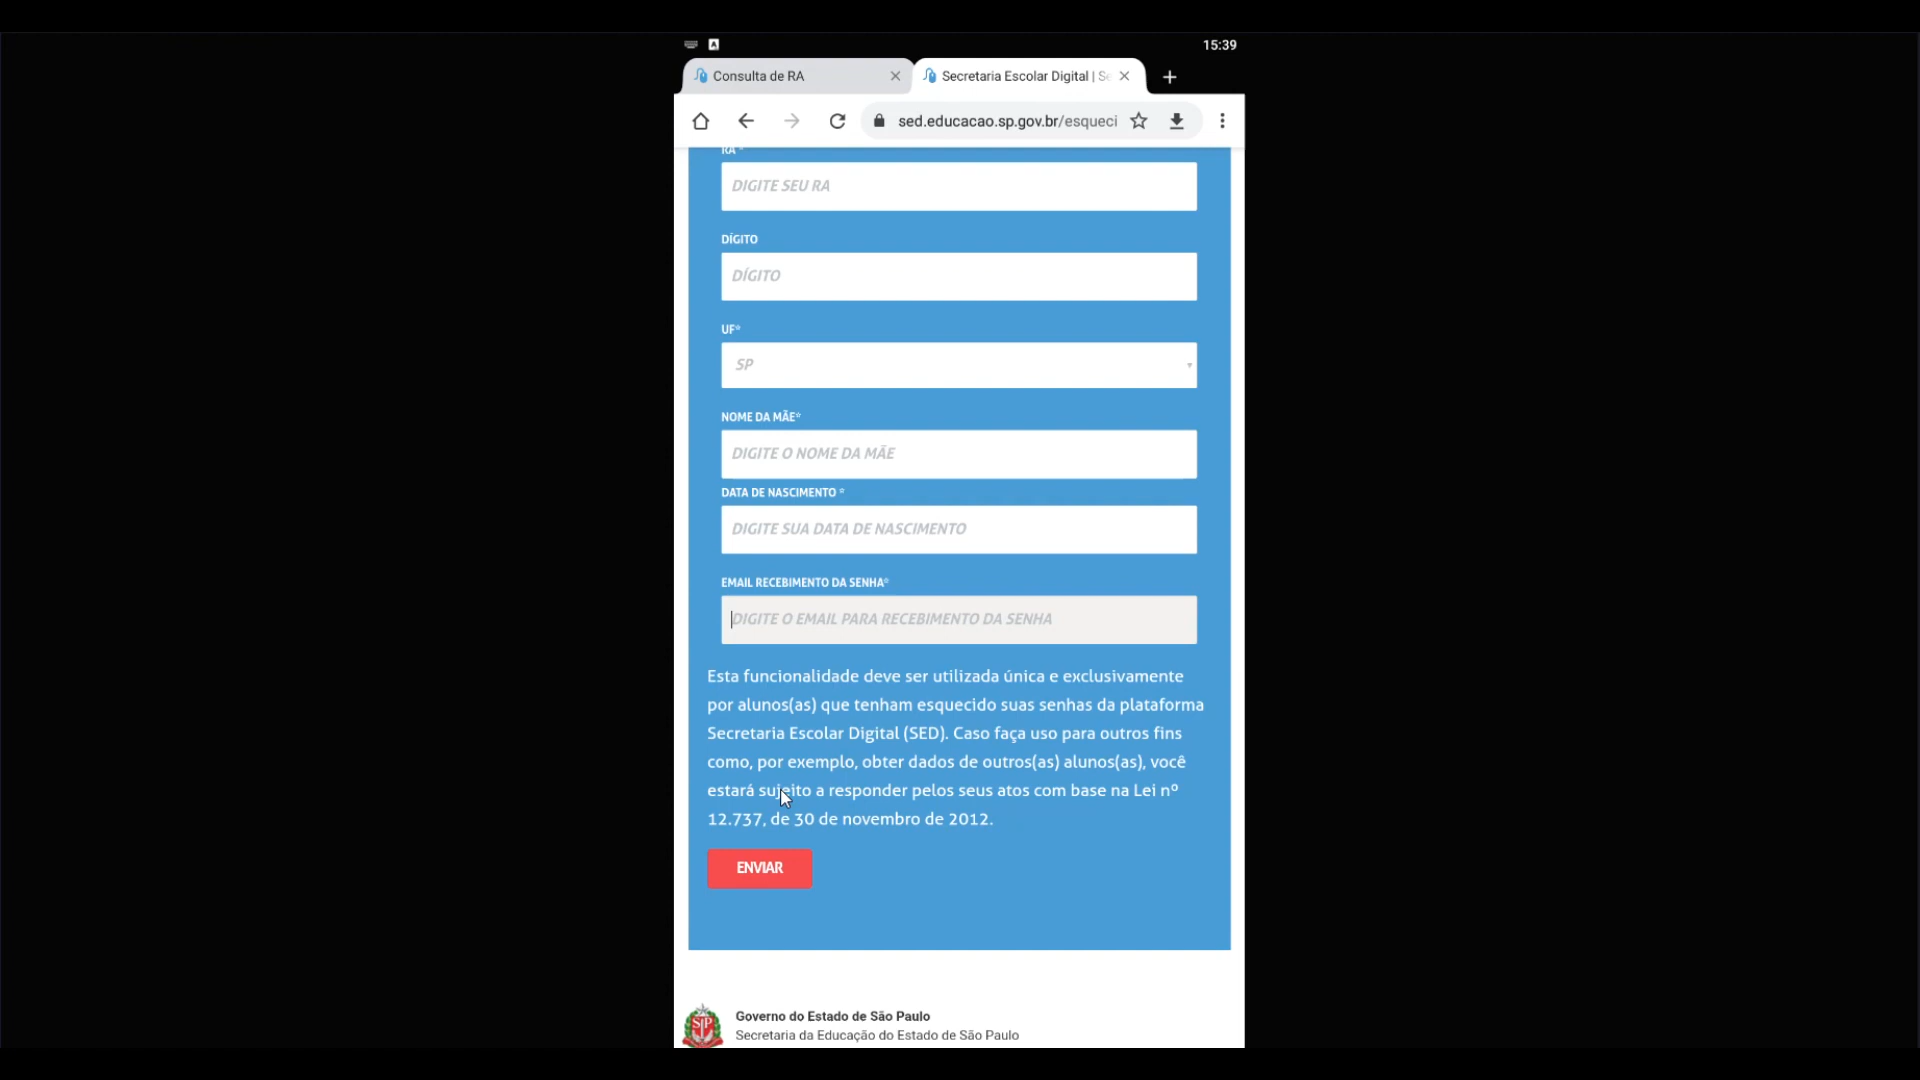 15:39
Consulta de RA
Secretaria Escolar Digital | Se
sed.educacao.sp.gov.br/esqueci
RA *
DIGITE SEU RA
DÍGITO
DÍGITO
UF*
SP
NOME DA MÃE*
DIGITE O NOME DA MÃE
DATA DE NASCIMENTO *
DIGITE SUA DATA DE NASCIMENTO
EMAIL RECEBIMENTO DA SENHA*
DIGITE O EMAIL PARA RECEBIMENTO DA SENHA
Esta funcionalidade deve ser utilizada única e exclusivamente
por alunos(as) que tenham esquecido suas senhas da plataforma
Secretaria Escolar Digital (SED). Caso faça uso para outros fins
como, por exemplo, obter dados de outros(as) alunos(as), você
estará sujeito a responder pelos seus atos com base na Lei nº
12.737, de 30 de novembro de 2012.
ENVIAR
Governo do Estado de São Paulo
Secretaria da Educação do Estado de São Paulo